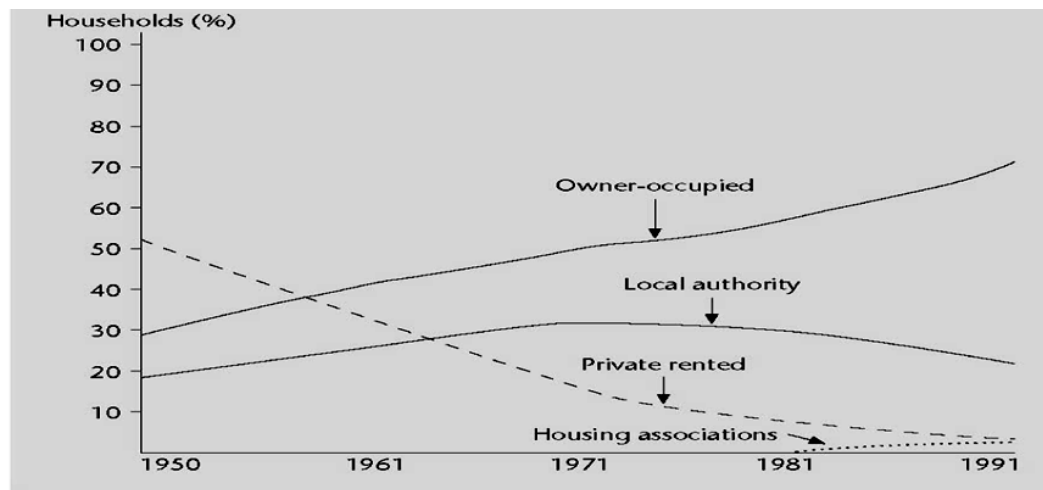 Households (%)
100
90
80
70
60
50
40
30
20
10
Owner-occupied
Local authority
Private rented
Housing associations
1950 1961 1971 1981 1991